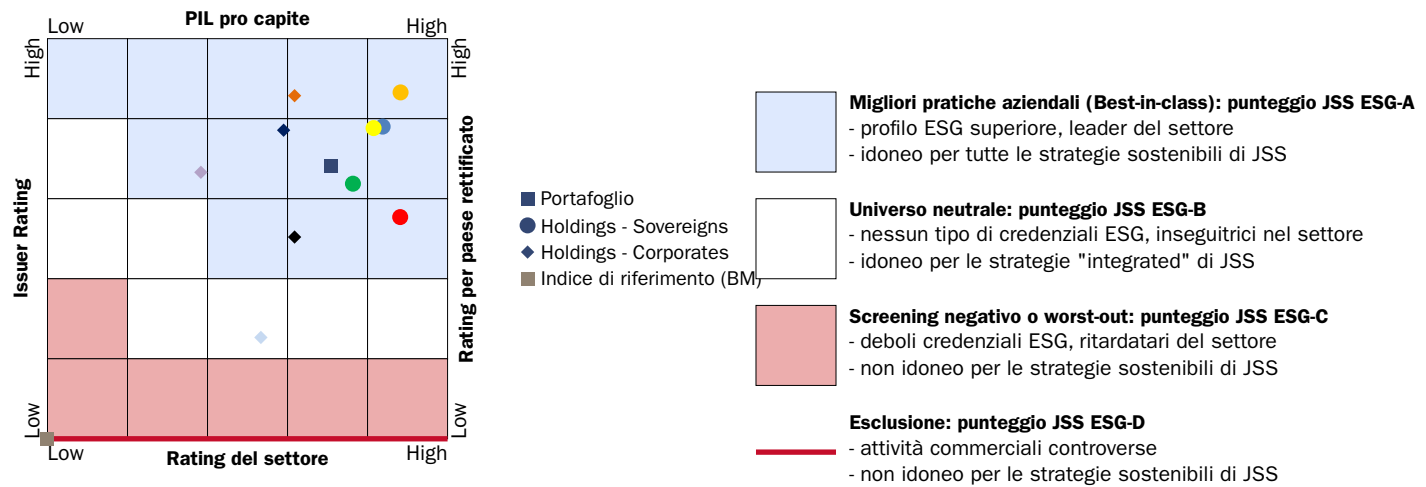 PIL pro capite
Low
High
High
High
Issuer Rating
Rating per paese rettificato
Low
Low
Low
High
Rating del settore
Portafoglio
Holdings - Sovereigns
Holdings - Corporates
Indice di riferimento (BM)
Migliori pratiche aziendali (Best-in-class): punteggio JSS ESG-A
- profilo ESG superiore, leader del settore
- idoneo per tutte le strategie sostenibili di JSS
Universo neutrale: punteggio JSS ESG-B
- nessun tipo di credenziali ESG, inseguitrici nel settore
- idoneo per le strategie "integrated" di JSS
Screening negativo o worst-out: punteggio JSS ESG-C
- deboli credenziali ESG, ritardatari del settore
- non idoneo per le strategie sostenibili di JSS
Esclusione: punteggio JSS ESG-D
- attività commerciali controverse
- non idoneo per le strategie sostenibili di JSS